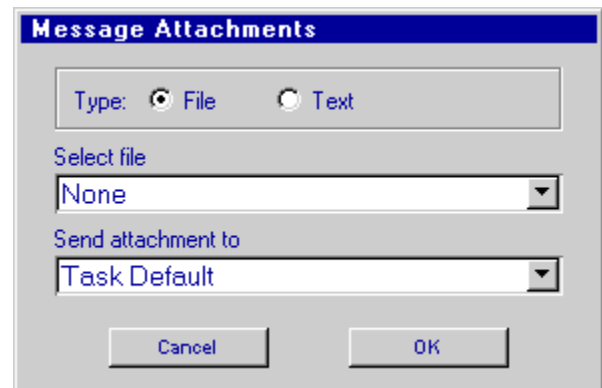 Message Attachments
Type: File Text
Select file
None
Send attachment to
Task Default
Cancel OK